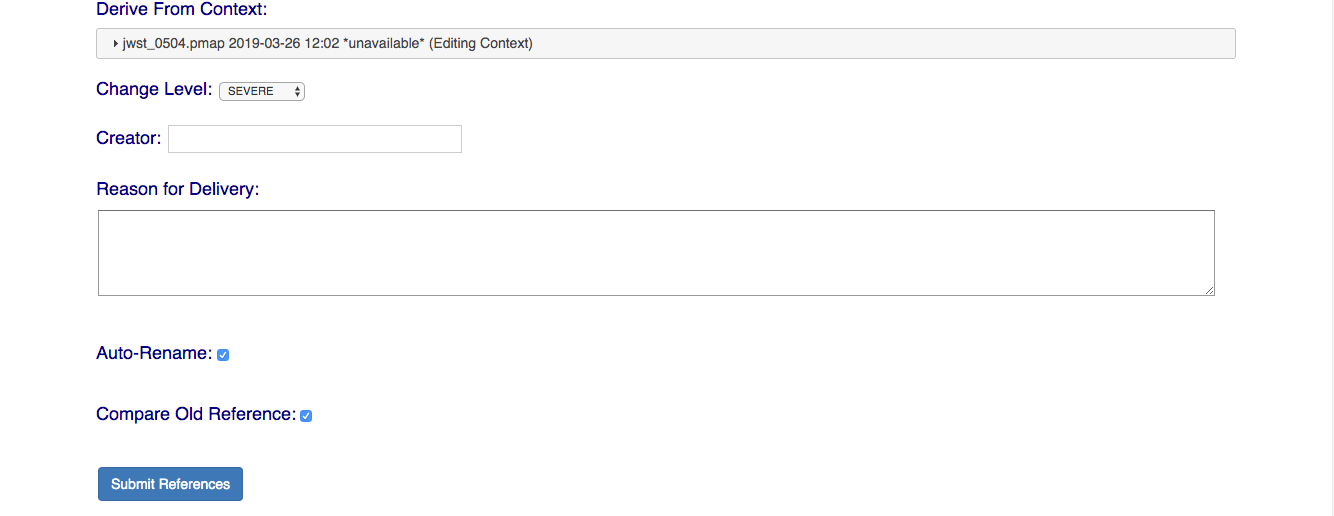 Derive From Context:
jwst_0504.pmap 2019-03-26 12:02 *unavailable* (Editing Context)
Change Level: SEVERE
Creator:
Reason for Delivery:
Auto-Rename:
Compare Old Reference:
Submit References